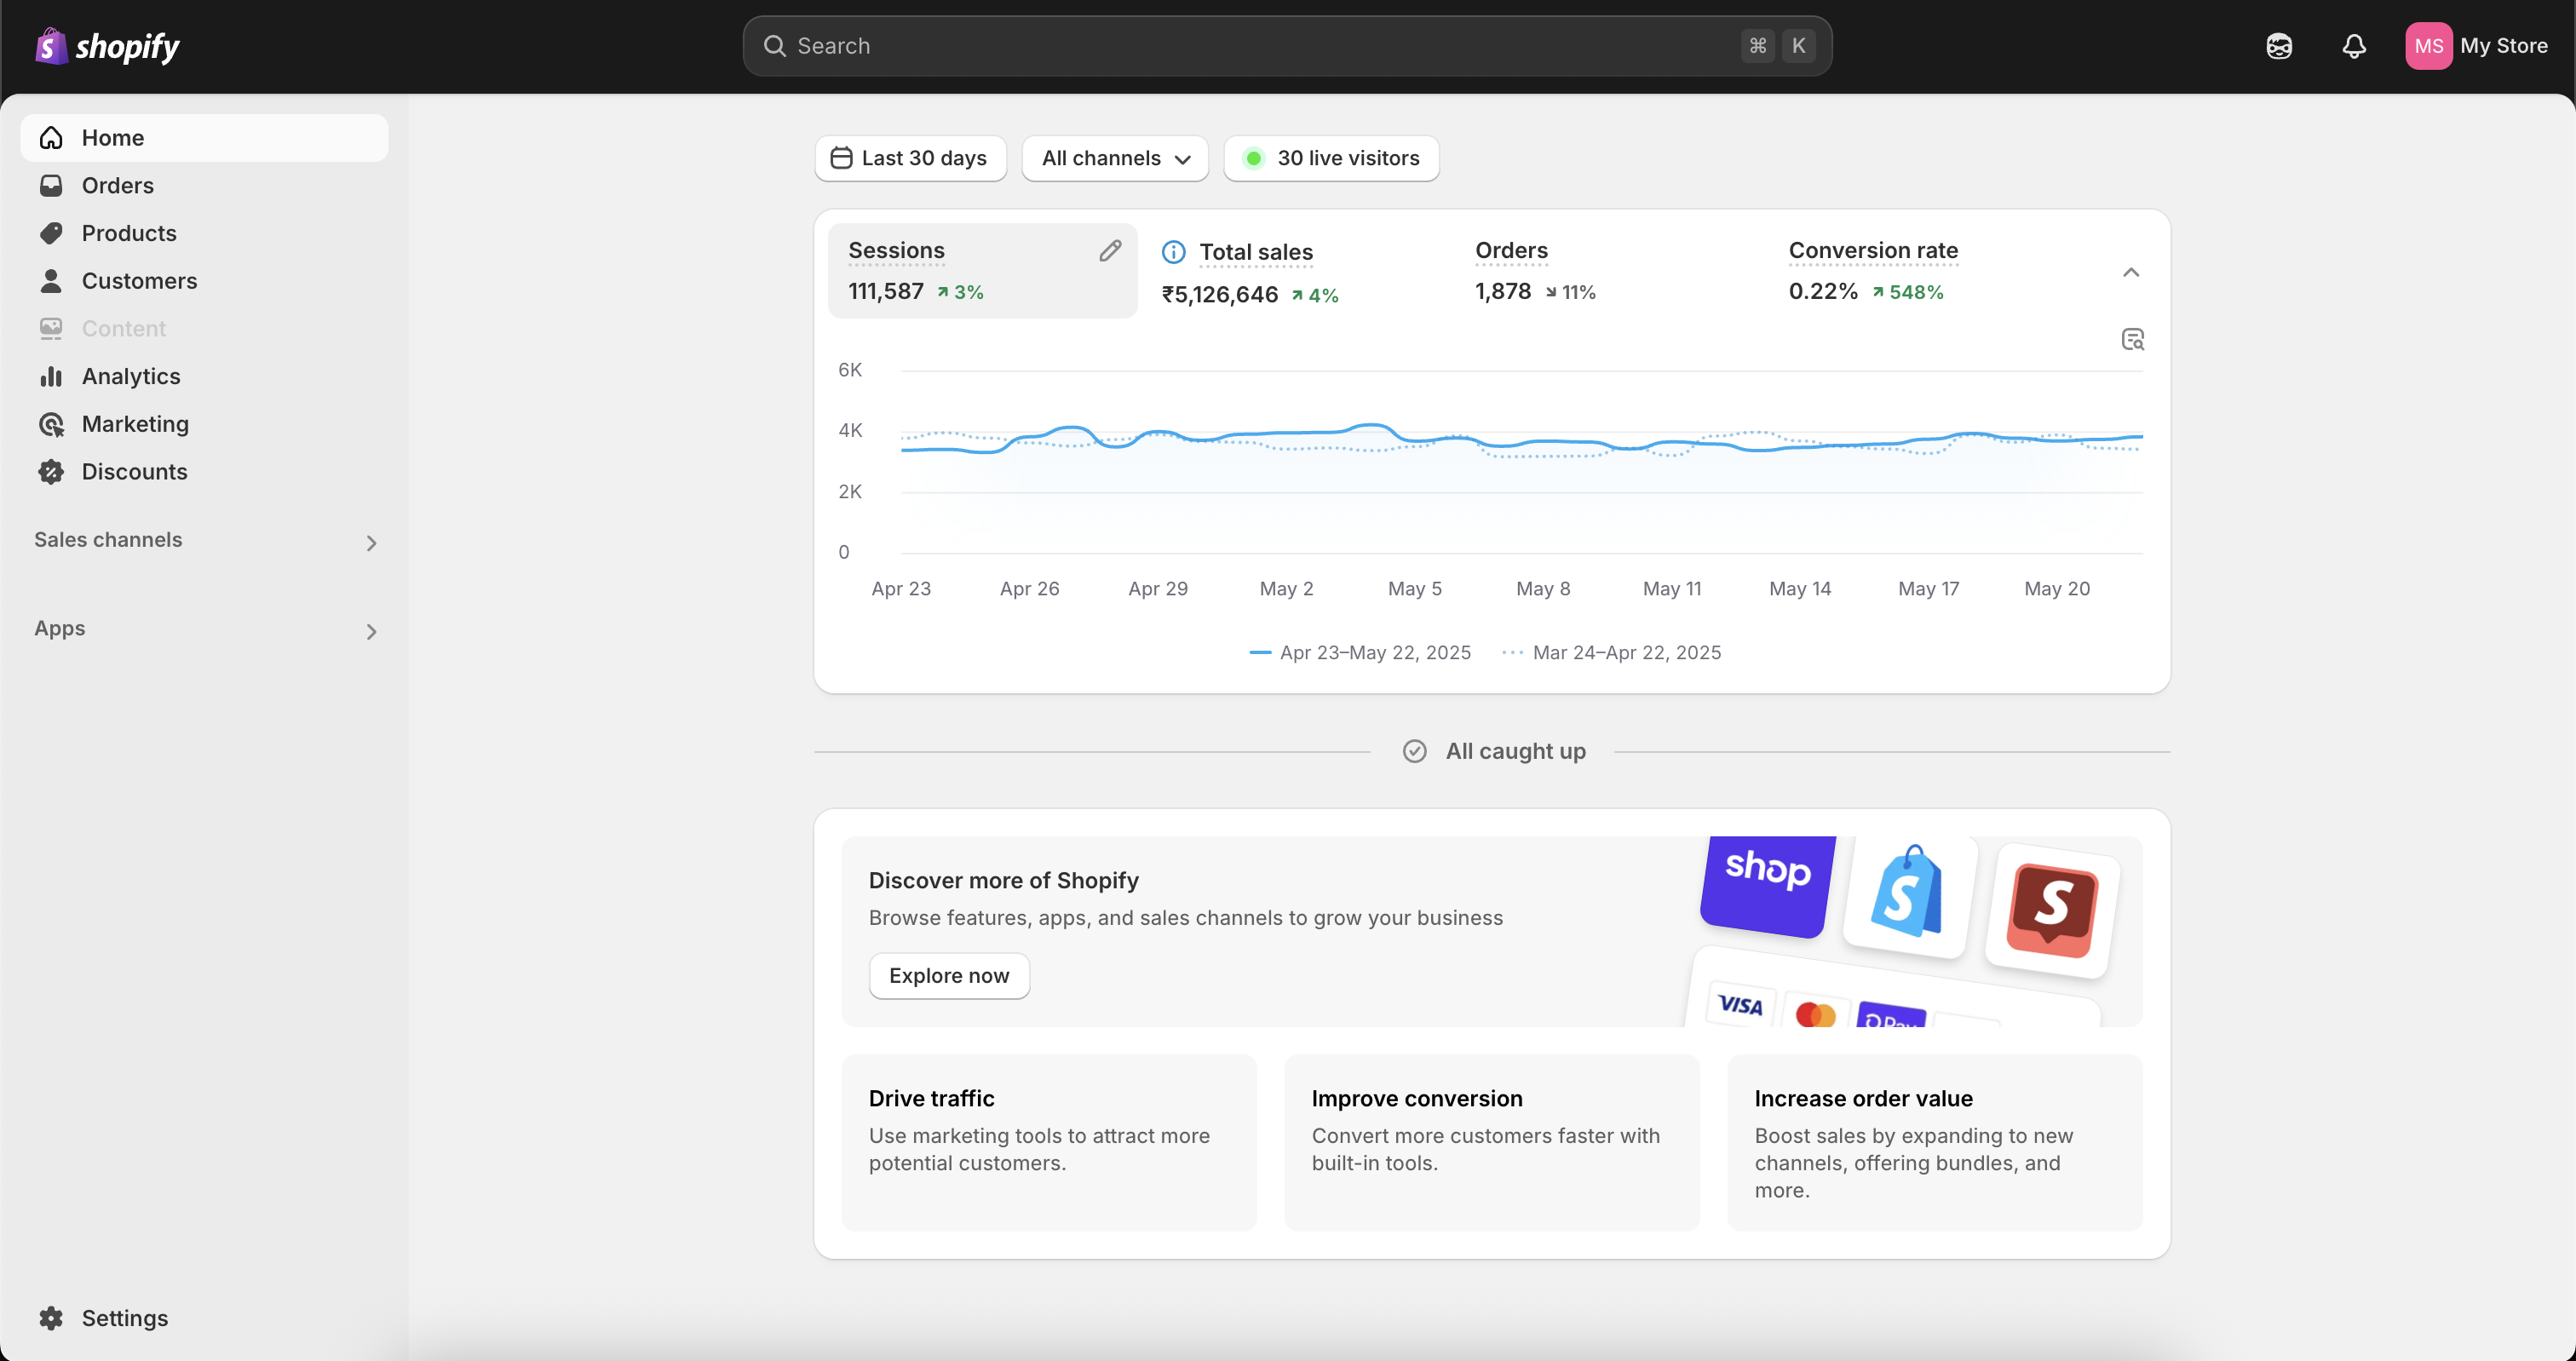 shopify
Search
⌘ K
MS My Store
Home
Orders
Products
Customers
Content
Analytics
Marketing
Discounts
Sales channels
Apps
Settings
Last 30 days
All channels
30 live visitors
Sessions
111,587 3%
Total sales
₹5,126,646 4%
Orders
1,878 11%
Conversion rate
0.22% 548%
6K
4K
2K
0
Apr 23 Apr 26 Apr 29 May 2 May 5 May 8 May 11 May 14 May 17 May 20
Apr 23–May 22, 2025 Mar 24–Apr 22, 2025
All caught up
Discover more of Shopify
Browse features, apps, and sales channels to grow your business
Explore now
shop
VISA
Pay
Drive traffic
Use marketing tools to attract more
potential customers.
Improve conversion
Convert more customers faster with
built-in tools.
Increase order value
Boost sales by expanding to new
channels, offering bundles, and
more.